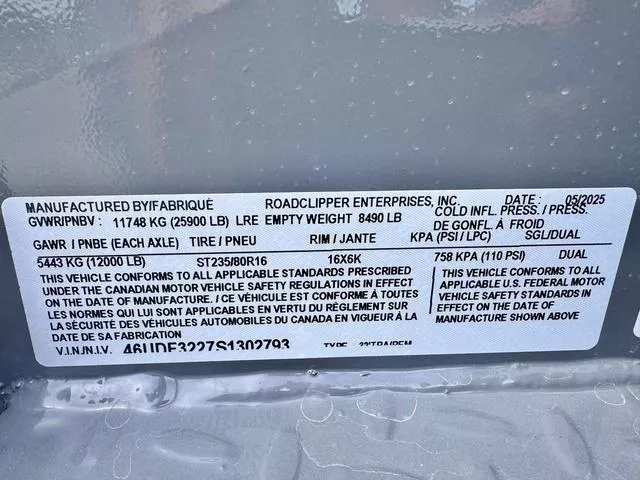 MANUFACTURED BY/FABRIQUÉ ROADCLIPPER ENTERPRISES, INC. DATE : 05/2025
GVWR/PNBV : 11748 KG (25900 LB) LRE EMPTY WEIGHT 8490 LB COLD INFL. PRESS./ PRESS.
DE GONFL. À FROID
GAWR / PNBE (EACH AXLE) TIRE / PNEU RIM / JANTE KPA (PSI / LPC) SGL/DUAL
5443 KG (12000 LB) ST235/80R16 16X6K 758 KPA (110 PSI) DUAL
THIS VEHICLE CONFORMS TO ALL APPLICABLE STANDARDS PRESCRIBED
UNDER THE CANADIAN MOTOR VEHICLE SAFETY REGULATIONS IN EFFECT
ON THE DATE OF MANUFACTURE. / CE VÉHICULE EST CONFORME À TOUTES
LES NORMES QUI LUI SONT APPLICABLES EN VERTU DU RÈGLEMENT SUR
LA SÉCURITÉ DES VÉHICULES AUTOMOBILES DU CANADA EN VIGUEUR À LA
DATE DE SA FABRICATION
THIS VEHICLE CONFORMS TO ALL
APPLICABLE U.S. FEDERAL MOTOR
VEHICLE SAFETY STANDARDS IN
EFFECT ON THE DATE OF
MANUFACTURE SHOWN ABOVE
V.I.N./N.I.V. 46UDF3227S1302793 TYPE 32'TRA/REM